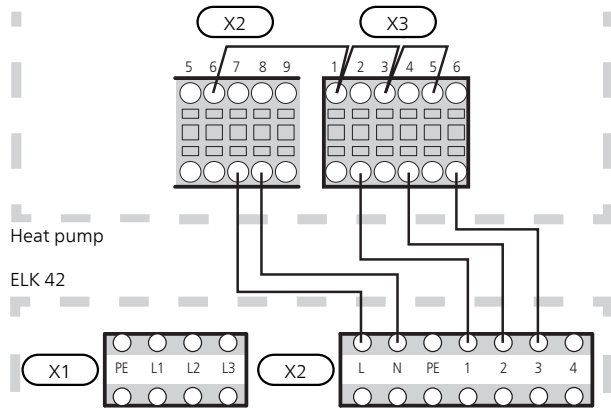 X2 X3
5 6 7 8 9 1 2 3 4 5 6
Heat pump
ELK 42
X1 PE L1 L2 L3 X2 L N PE 1 2 3 4